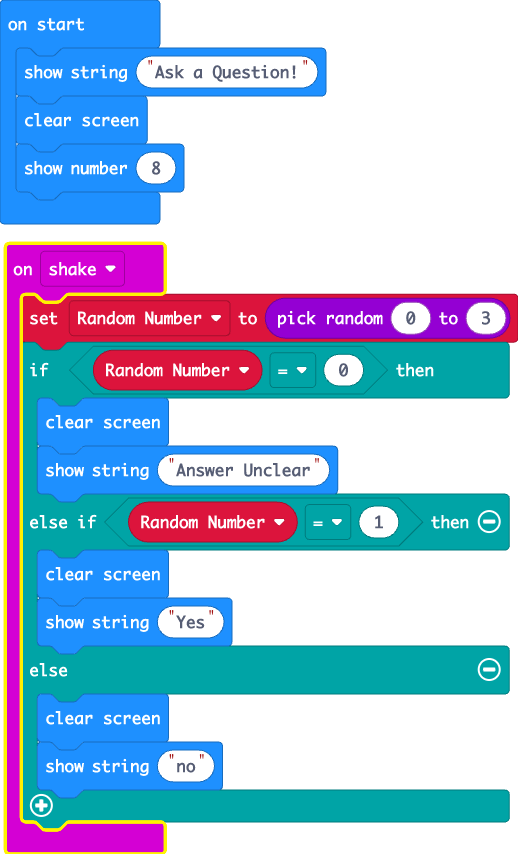 on start
show string "Ask a Question!"
clear screen
show number 8
on shake
set Random Number to pick random 0 to 3
if Random Number = 0 then
clear screen
show string "Answer Unclear"
else if Random Number = 1 then
clear screen
show string "Yes"
else
clear screen
show string "no"